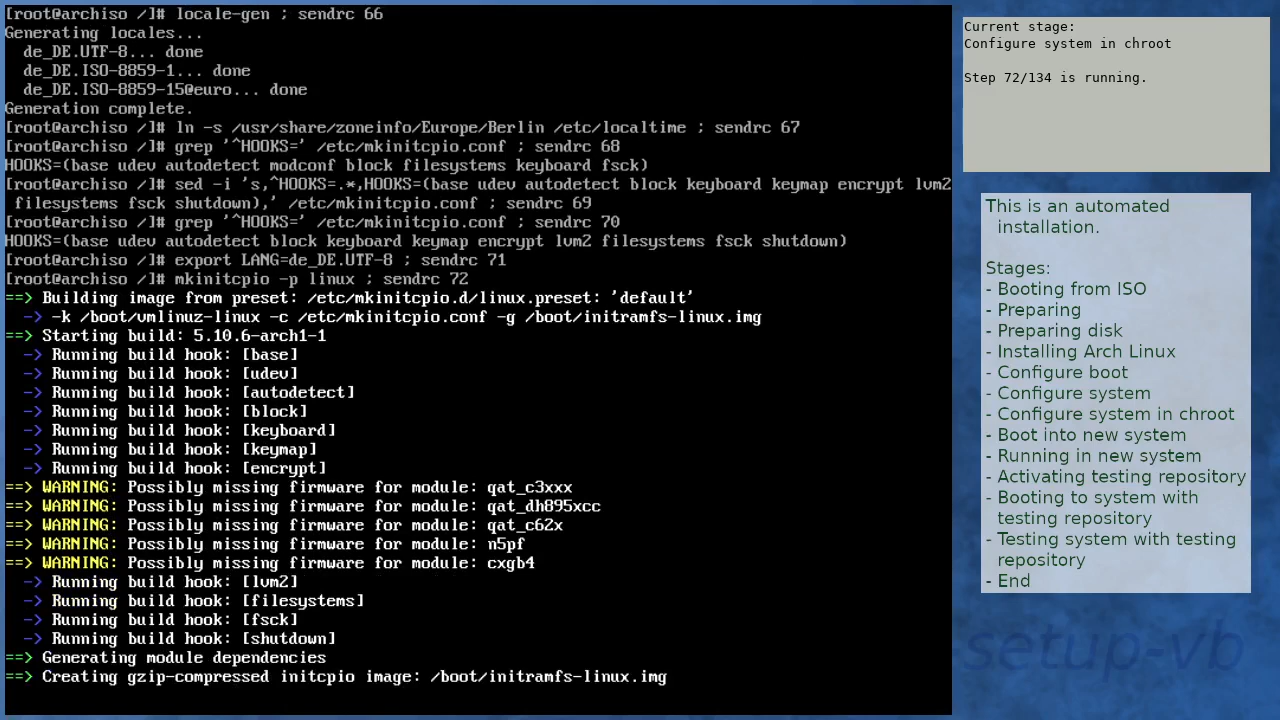 [root@archiso /]# locale-gen ; sendrc 66
Generating locales...
  de_DE.UTF-8... done
  de_DE.ISO-8859-1... done
  de_DE.ISO-8859-15@euro... done
Generation complete.
[root@archiso /]# ln -s /usr/share/zoneinfo/Europe/Berlin /etc/localtime ; sendrc 67
[root@archiso /]# grep '^HOOKS=' /etc/mkinitcpio.conf ; sendrc 68
HOOKS=(base udev autodetect modconf block filesystems keyboard fsck)
[root@archiso /]# sed -i 's,^HOOKS=.*,HOOKS=(base udev autodetect block keyboard keymap encrypt lvm2
 filesystems fsck shutdown),' /etc/mkinitcpio.conf ; sendrc 69
[root@archiso /]# grep '^HOOKS=' /etc/mkinitcpio.conf ; sendrc 70
HOOKS=(base udev autodetect block keyboard keymap encrypt lvm2 filesystems fsck shutdown)
[root@archiso /]# export LANG=de_DE.UTF-8 ; sendrc 71
[root@archiso /]# mkinitcpio -p linux ; sendrc 72
==> Building image from preset: /etc/mkinitcpio.d/linux.preset: 'default'
  -> -k /boot/vmlinuz-linux -c /etc/mkinitcpio.conf -g /boot/initramfs-linux.img
==> Starting build: 5.10.6-arch1-1
  -> Running build hook: [base]
  -> Running build hook: [udev]
  -> Running build hook: [autodetect]
  -> Running build hook: [block]
  -> Running build hook: [keyboard]
  -> Running build hook: [keymap]
  -> Running build hook: [encrypt]
==> WARNING: Possibly missing firmware for module: qat_c3xxx
==> WARNING: Possibly missing firmware for module: qat_dh895xcc
==> WARNING: Possibly missing firmware for module: qat_c62x
==> WARNING: Possibly missing firmware for module: n5pf
==> WARNING: Possibly missing firmware for module: cxgb4
  -> Running build hook: [lvm2]
  -> Running build hook: [filesystems]
  -> Running build hook: [fsck]
  -> Running build hook: [shutdown]
==> Generating module dependencies
==> Creating gzip-compressed initcpio image: /boot/initramfs-linux.img
Current stage:
Configure system in chroot
Step 72/134 is running.
This is an automated
installation.
Stages:
- Booting from ISO
- Preparing
- Preparing disk
- Installing Arch Linux
- Configure boot
- Configure system
- Configure system in chroot
- Boot into new system
- Running in new system
- Activating testing repository
- Booting to system with
testing repository
- Testing system with testing
repository
- End
setup-vb